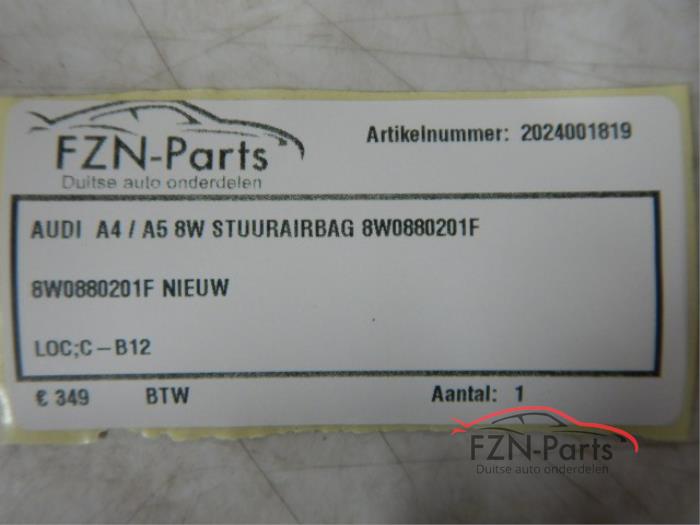 FZN-Parts
Duitse auto onderdelen
Artikelnummer: 2024001819
AUDI A4 / A5 8W STUURAIRBAG 8W0880201F
8W0880201F NIEUW
LOC;C-B12
€ 349 BTW Aantal: 1
FZN-Parts
Duitse auto onderdelen